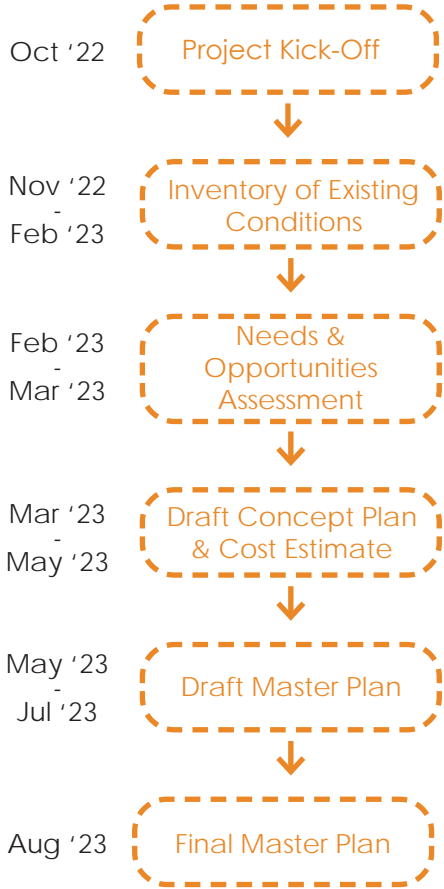 Oct ‘22
Project Kick-Off
Nov ‘22
-
Feb ‘23
Inventory of Existing
Conditions
Feb ‘23
-
Mar ‘23
Needs &
Opportunities
Assessment
Mar ‘23
-
May ‘23
Draft Concept Plan
& Cost Estimate
May ‘23
-
Jul ‘23
Draft Master Plan
Aug ‘23
Final Master Plan